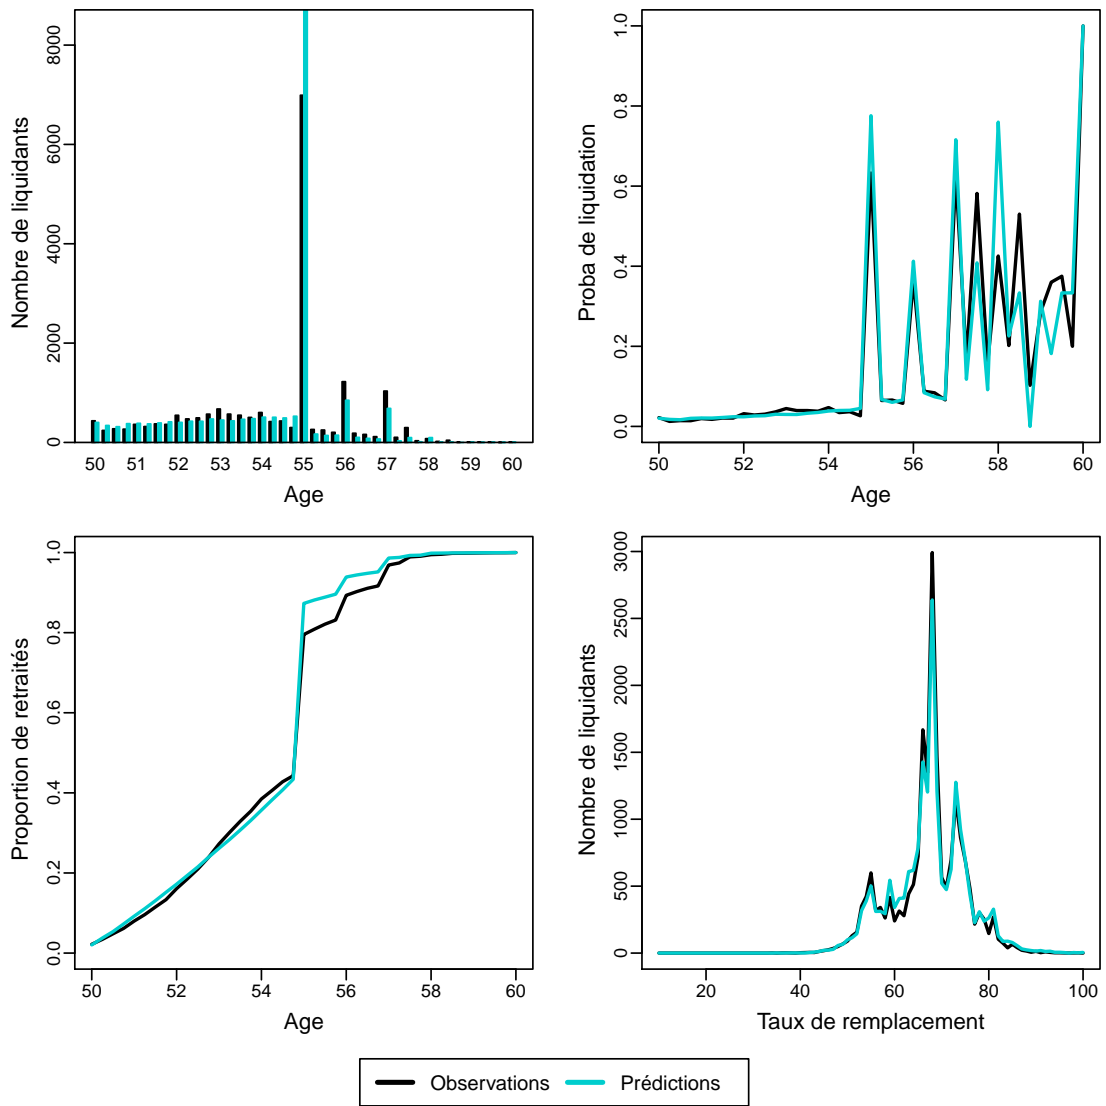 Nombre de liquidants
0 2000 4000 6000 8000
50 51 52 53 54 55 56 57 58 59 60
Age
Proba de liquidation
0.0 0.2 0.4 0.6 0.8 1.0
50 52 54 56 58 60
Age
Proportion de retraités
0.0 0.2 0.4 0.6 0.8 1.0
50 52 54 56 58 60
Age
Nombre de liquidants
0 500 1000 1500 2000 2500 3000
20 40 60 80 100
Taux de remplacement
Observations Prédictions